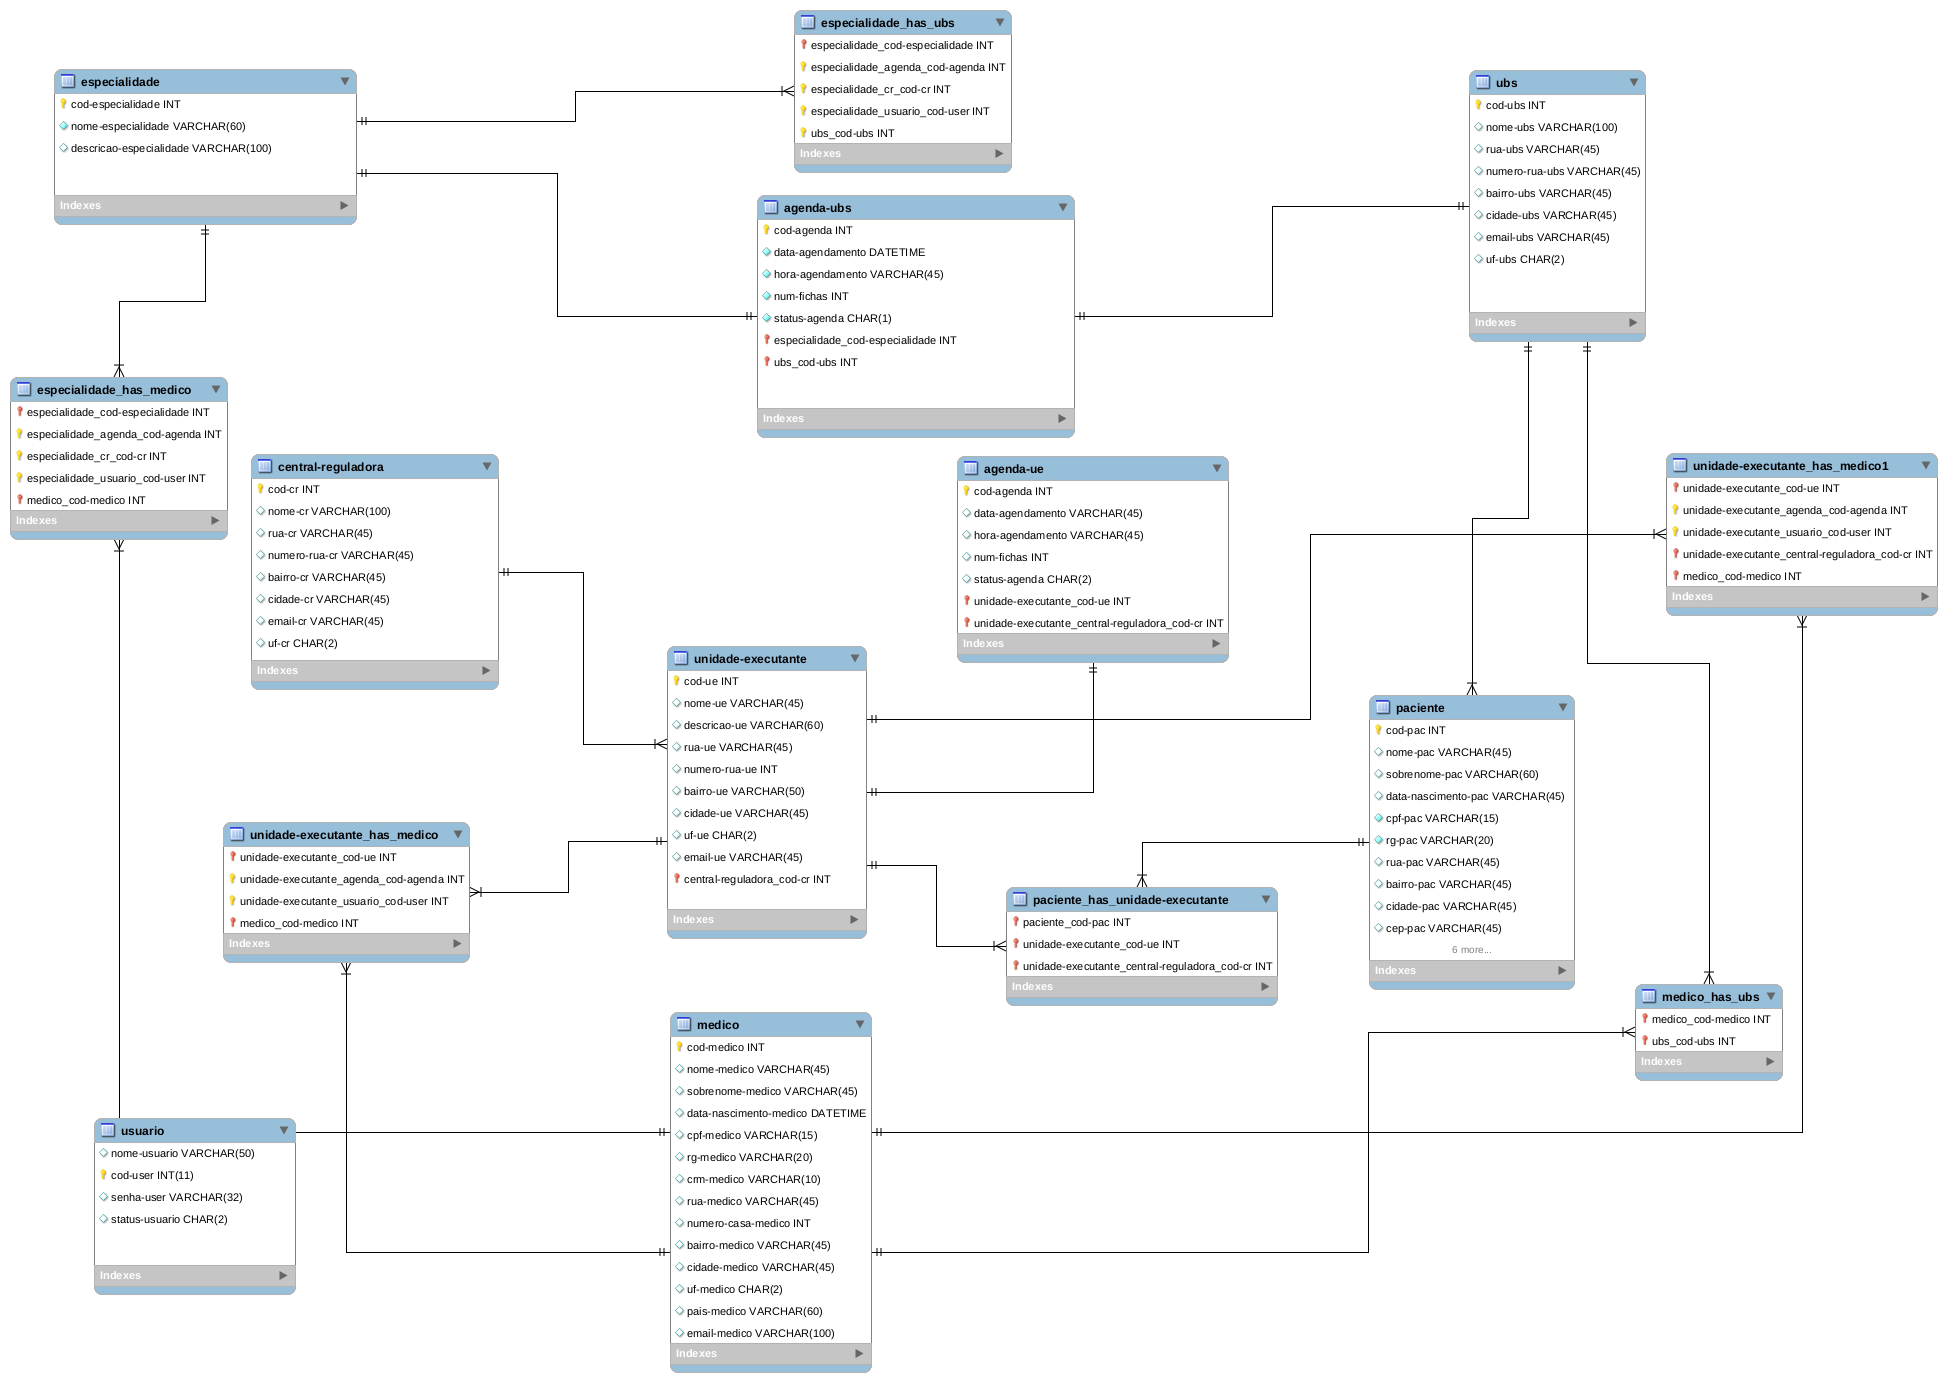 especialidade_has_ubs
especialidade_cod-especialidade INT
especialidade_agenda_cod-agenda INT
especialidade_cr_cod-cr INT
especialidade_usuario_cod-user INT
ubs_cod-ubs INT
Indexes
especialidade
cod-especialidade INT
nome-especialidade VARCHAR(60)
descricao-especialidade VARCHAR(100)
Indexes
ubs
cod-ubs INT
nome-ubs VARCHAR(100)
rua-ubs VARCHAR(45)
numero-rua-ubs VARCHAR(45)
bairro-ubs VARCHAR(45)
cidade-ubs VARCHAR(45)
email-ubs VARCHAR(45)
uf-ubs CHAR(2)
Indexes
agenda-ubs
cod-agenda INT
data-agendamento DATETIME
hora-agendamento VARCHAR(45)
num-fichas INT
status-agenda CHAR(1)
especialidade_cod-especialidade INT
ubs_cod-ubs INT
Indexes
especialidade_has_medico
especialidade_cod-especialidade INT
especialidade_agenda_cod-agenda INT
especialidade_cr_cod-cr INT
especialidade_usuario_cod-user INT
medico_cod-medico INT
Indexes
central-reguladora
cod-cr INT
nome-cr VARCHAR(100)
rua-cr VARCHAR(45)
numero-rua-cr VARCHAR(45)
bairro-cr VARCHAR(45)
cidade-cr VARCHAR(45)
email-cr VARCHAR(45)
uf-cr CHAR(2)
Indexes
agenda-ue
cod-agenda INT
data-agendamento VARCHAR(45)
hora-agendamento VARCHAR(45)
num-fichas INT
status-agenda CHAR(2)
unidade-executante_cod-ue INT
unidade-executante_central-reguladora_cod-cr INT
Indexes
unidade-executante_has_medico1
unidade-executante_cod-ue INT
unidade-executante_agenda_cod-agenda INT
unidade-executante_usuario_cod-user INT
unidade-executante_central-reguladora_cod-cr INT
medico_cod-medico INT
Indexes
unidade-executante
cod-ue INT
nome-ue VARCHAR(45)
descricao-ue VARCHAR(60)
rua-ue VARCHAR(45)
numero-rua-ue INT
bairro-ue VARCHAR(50)
cidade-ue VARCHAR(45)
uf-ue CHAR(2)
email-ue VARCHAR(45)
central-reguladora_cod-cr INT
Indexes
paciente
cod-pac INT
nome-pac VARCHAR(45)
sobrenome-pac VARCHAR(60)
data-nascimento-pac VARCHAR(45)
cpf-pac VARCHAR(15)
rg-pac VARCHAR(20)
rua-pac VARCHAR(45)
bairro-pac VARCHAR(45)
cidade-pac VARCHAR(45)
cep-pac VARCHAR(45)
6 more...
Indexes
unidade-executante_has_medico
unidade-executante_cod-ue INT
unidade-executante_agenda_cod-agenda INT
unidade-executante_usuario_cod-user INT
medico_cod-medico INT
Indexes
paciente_has_unidade-executante
paciente_cod-pac INT
unidade-executante_cod-ue INT
unidade-executante_central-reguladora_cod-cr INT
Indexes
medico_has_ubs
medico_cod-medico INT
ubs_cod-ubs INT
Indexes
medico
cod-medico INT
nome-medico VARCHAR(45)
sobrenome-medico VARCHAR(45)
data-nascimento-medico DATETIME
cpf-medico VARCHAR(15)
rg-medico VARCHAR(20)
crm-medico VARCHAR(10)
rua-medico VARCHAR(45)
numero-casa-medico INT
bairro-medico VARCHAR(45)
cidade-medico VARCHAR(45)
uf-medico CHAR(2)
pais-medico VARCHAR(60)
email-medico VARCHAR(100)
Indexes
usuario
nome-usuario VARCHAR(50)
cod-user INT(11)
senha-user VARCHAR(32)
status-usuario CHAR(2)
Indexes